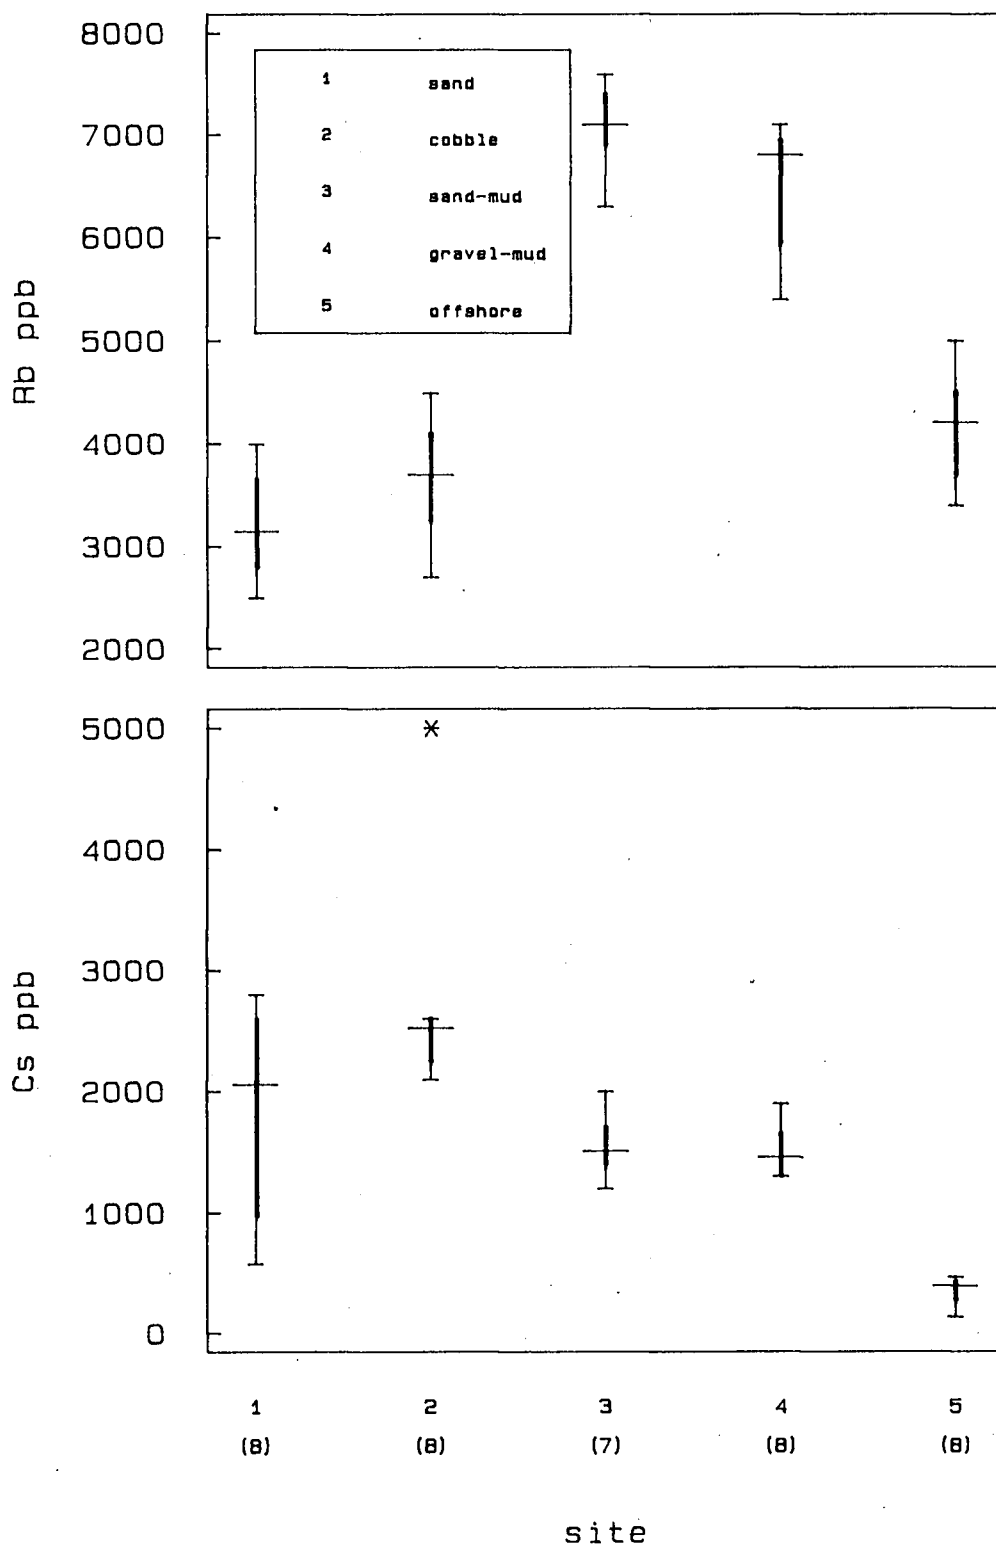 8000
7000
6000
5000
4000
3000
2000
Rb ppb
1 sand
2 cobble
3 sand-mud
4 gravel-mud
5 offshore
5000
4000
3000
2000
1000
0
Cs ppb
*
1 2 3 4 5
(8) (8) (7) (8) (8)
site